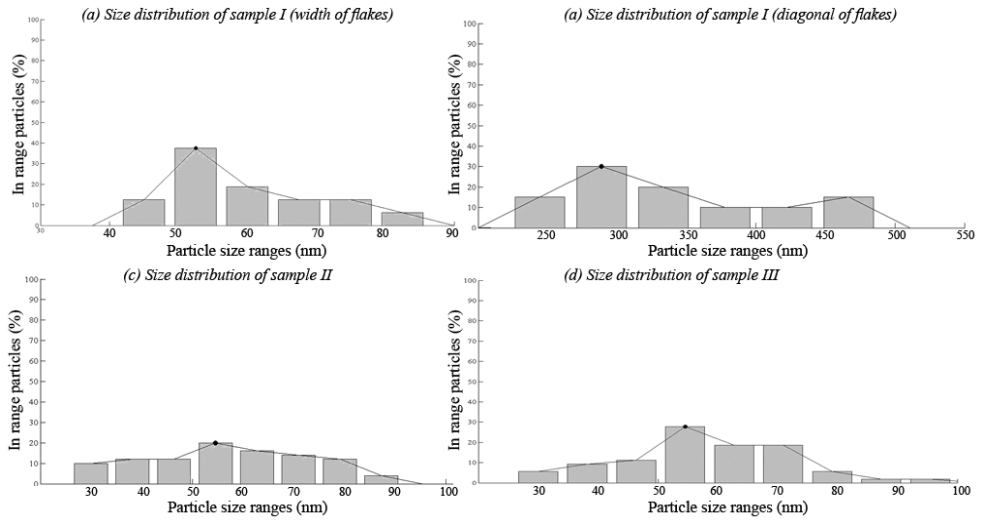 (a) Size distribution of sample I (width of flakes)
In range particles (%)
100
90
80
70
60
50
40
30
20
10
0
30 40 50 60 70 80 90
Particle size ranges (nm)
(a) Size distribution of sample I (diagonal of flakes)
In range particles (%)
100
90
80
70
60
50
40
30
20
10
0
250 300 350 400 450 500 550
Particle size ranges (nm)
(c) Size distribution of sample II
In range particles (%)
100
90
80
70
60
50
40
30
20
10
0
30 40 50 60 70 80 90 100
Particle size ranges (nm)
(d) Size distribution of sample III
In range particles (%)
100
90
80
70
60
50
40
30
20
10
0
30 40 50 60 70 80 90 100
Particle size ranges (nm)